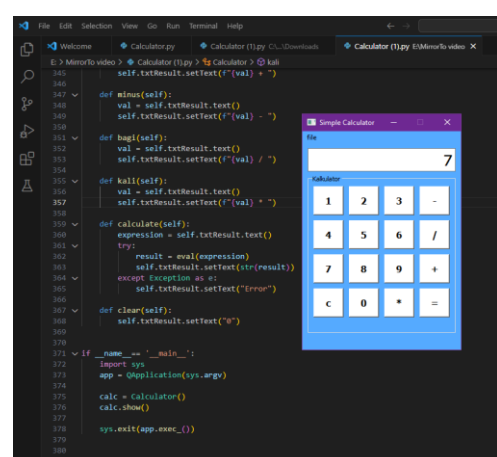 File Edit Selection View Go Run Terminal Help
Welcome Calculator.py Calculator (1).py C:\...\Downloads Calculator (1).py E:\MirrorTo video
E: > MirrorTo video > Calculator (1).py > Calculator > kali
345 self.txtResult.setText(f"{val} + ")
346
347 def minus(self):
348 val = self.txtResult.text()
349 self.txtResult.setText(f"{val} - ")
350
351 def bagi(self):
352 val = self.txtResult.text()
353 self.txtResult.setText(f"{val} / ")
354
355 def kali(self):
356 val = self.txtResult.text()
357 self.txtResult.setText(f"{val} * ")
358
359 def calculate(self):
360 expression = self.txtResult.text()
361 try:
362 result = eval(expression)
363 self.txtResult.setText(str(result))
364 except Exception as e:
365 self.txtResult.setText("Error")
366
367 def clear(self):
368 self.txtResult.setText("0")
369
370
371 if __name__ == '__main__':
372 import sys
373 app = QApplication(sys.argv)
374
375 calc = Calculator()
376 calc.show()
377
378 sys.exit(app.exec_())
379
380
Simple Calculator
file
7
Kalkulator
1 2 3 -
4 5 6 /
7 8 9 +
c 0 * =